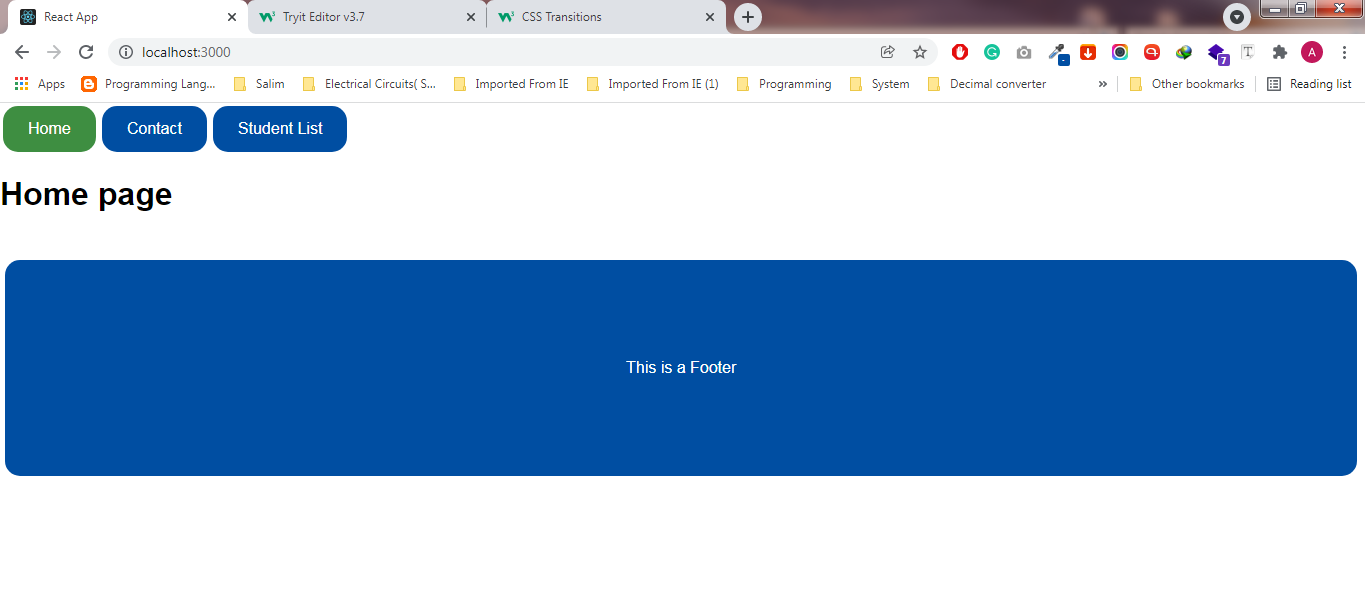 React App
Tryit Editor v3.7
CSS Transitions
localhost:3000
Apps
Programming Lang...
Salim
Electrical Circuits( S...
Imported From IE
Imported From IE (1)
Programming
System
Decimal converter
»
Other bookmarks
Reading list
7
T
A
Home
Contact
Student List
Home page
This is a Footer